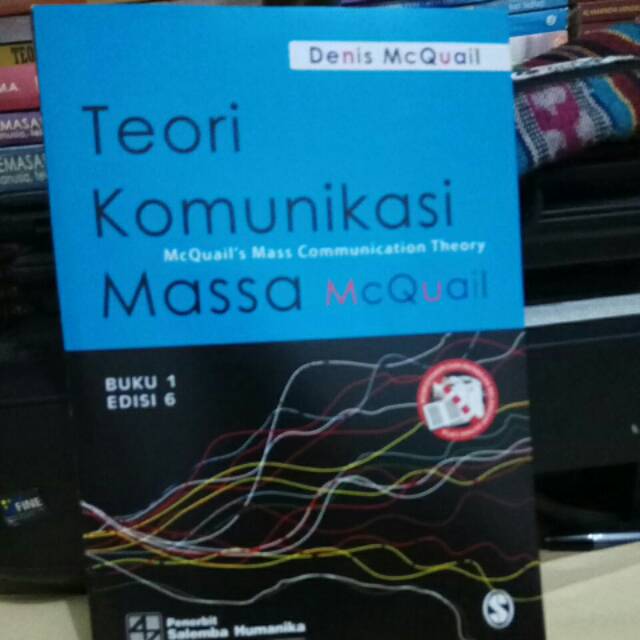 Denis McQuail
Teori
Komunikasi
McQuail's Mass Communication Theory
Massa McQuail
BUKU 1
EDISI 6
Penerbit
Salemba Humanika
S